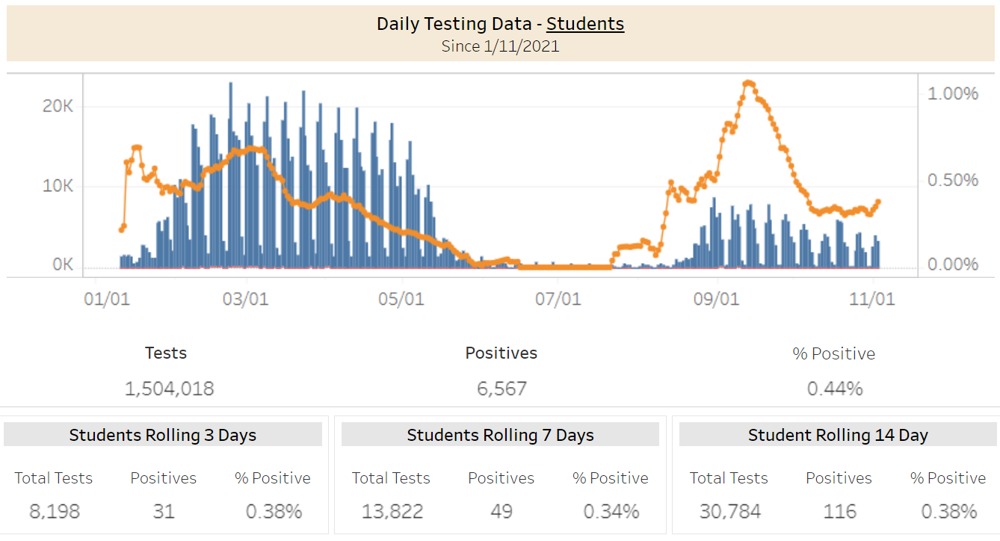 Daily Testing Data - Students
Since 1/11/2021
20K
10K
0K
1.00%
0.50%
0.00%
01/01 03/01 05/01 07/01 09/01 11/01
Tests Positives % Positive
1,504,018 6,567 0.44%
Students Rolling 3 Days
Total Tests Positives % Positive
8,198 31 0.38%
Students Rolling 7 Days
Total Tests Positives % Positive
13,822 49 0.34%
Student Rolling 14 Day
Total Tests Positives % Positive
30,784 116 0.38%